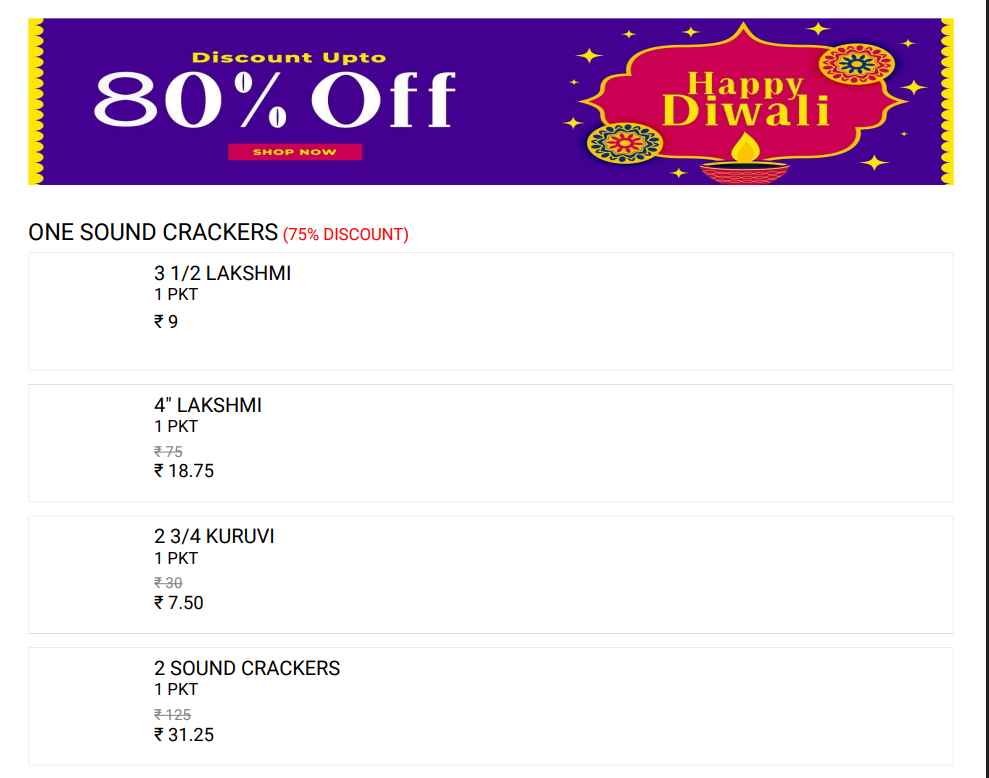 Discount Upto
80% Off
SHOP NOW
Happy
Diwali
ONE SOUND CRACKERS (75% DISCOUNT)
3 1/2 LAKSHMI
1 PKT
₹ 9
4" LAKSHMI
1 PKT
₹ 75
₹ 18.75
2 3/4 KURUVI
1 PKT
₹ 30
₹ 7.50
2 SOUND CRACKERS
1 PKT
₹ 125
₹ 31.25